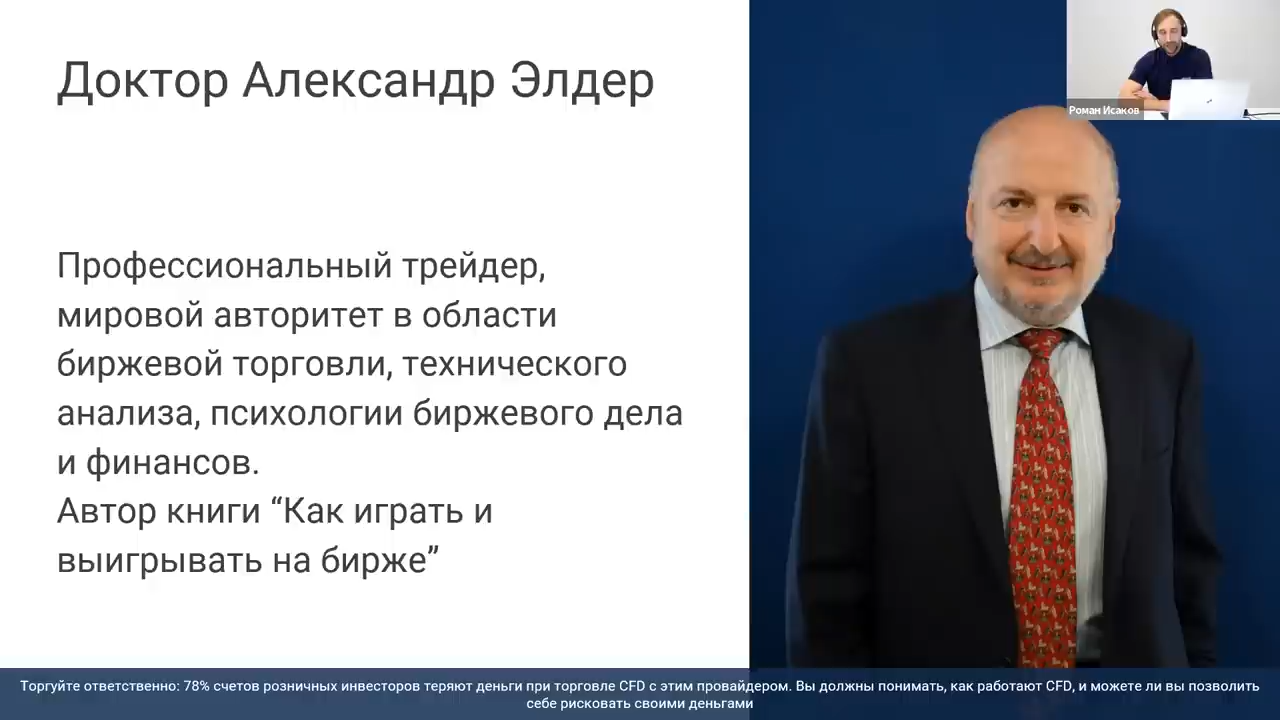 Доктор Александр Элдер
Роман Исаков
Профессиональный трейдер,
мировой авторитет в области
биржевой торговли, технического
анализа, психологии биржевого дела
и финансов.
Автор книги “Как играть и
выигрывать на бирже”
Торгуйте ответственно: 78% счетов розничных инвесторов теряют деньги при торговле CFD с этим провайдером. Вы должны понимать, как работают CFD, и можете ли вы позволить
себе рисковать своими деньгами